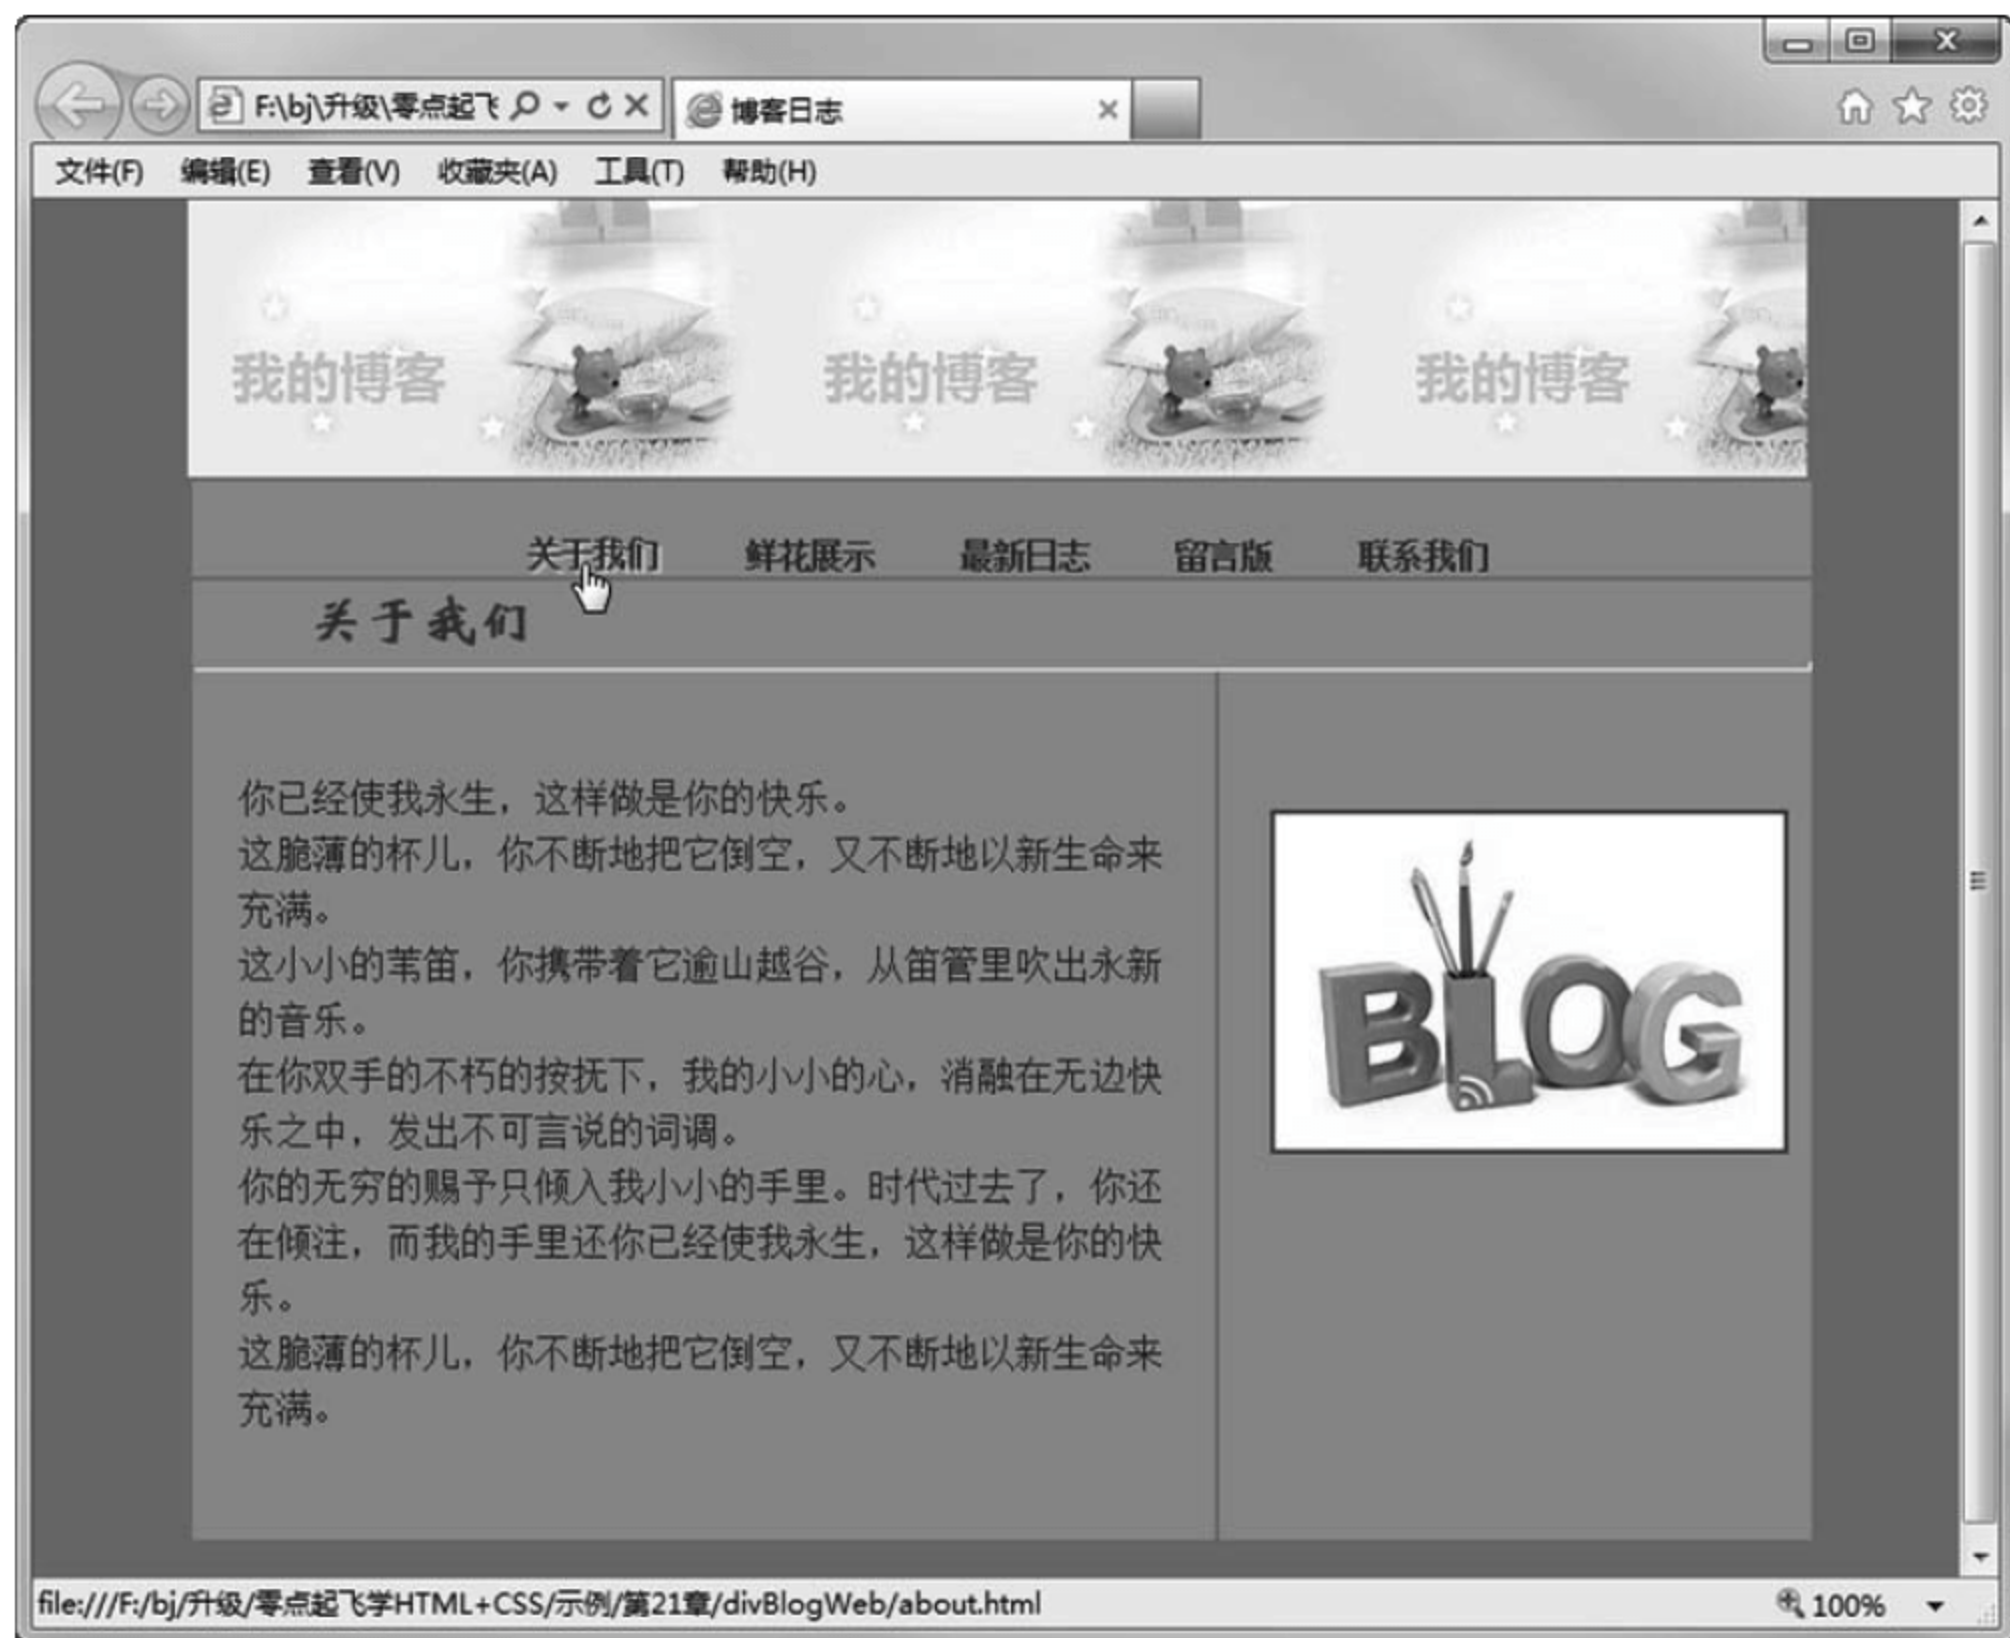 F:\bj\升级\零点起飞
博客日志
文件(F) 编辑(E) 查看(V) 收藏夹(A) 工具(T) 帮助(H)
我的博客 我的博客 我的博客
关于我们 鲜花展示 最新日志 留言版 联系我们
关于我们
你已经使我永生，这样做是你的快乐。
这脆薄的杯儿，你不断地把它倒空，又不断地以新生命来
充满。
这小小的苇笛，你携带着它逾山越谷，从笛管里吹出永新
的音乐。
在你双手的不朽的按抚下，我的小小的心，消融在无边快
乐之中，发出不可言说的词调。
你的无穷的赐予只倾入我小小的手里。时代过去了，你还
在倾注，而我的手里还你已经使我永生，这样做是你的快
乐。
这脆薄的杯儿，你不断地把它倒空，又不断地以新生命来
充满。
BLOG
file:///F:/bj/升级/零点起飞学HTML+CSS/示例/第21章/divBlogWeb/about.html
100%